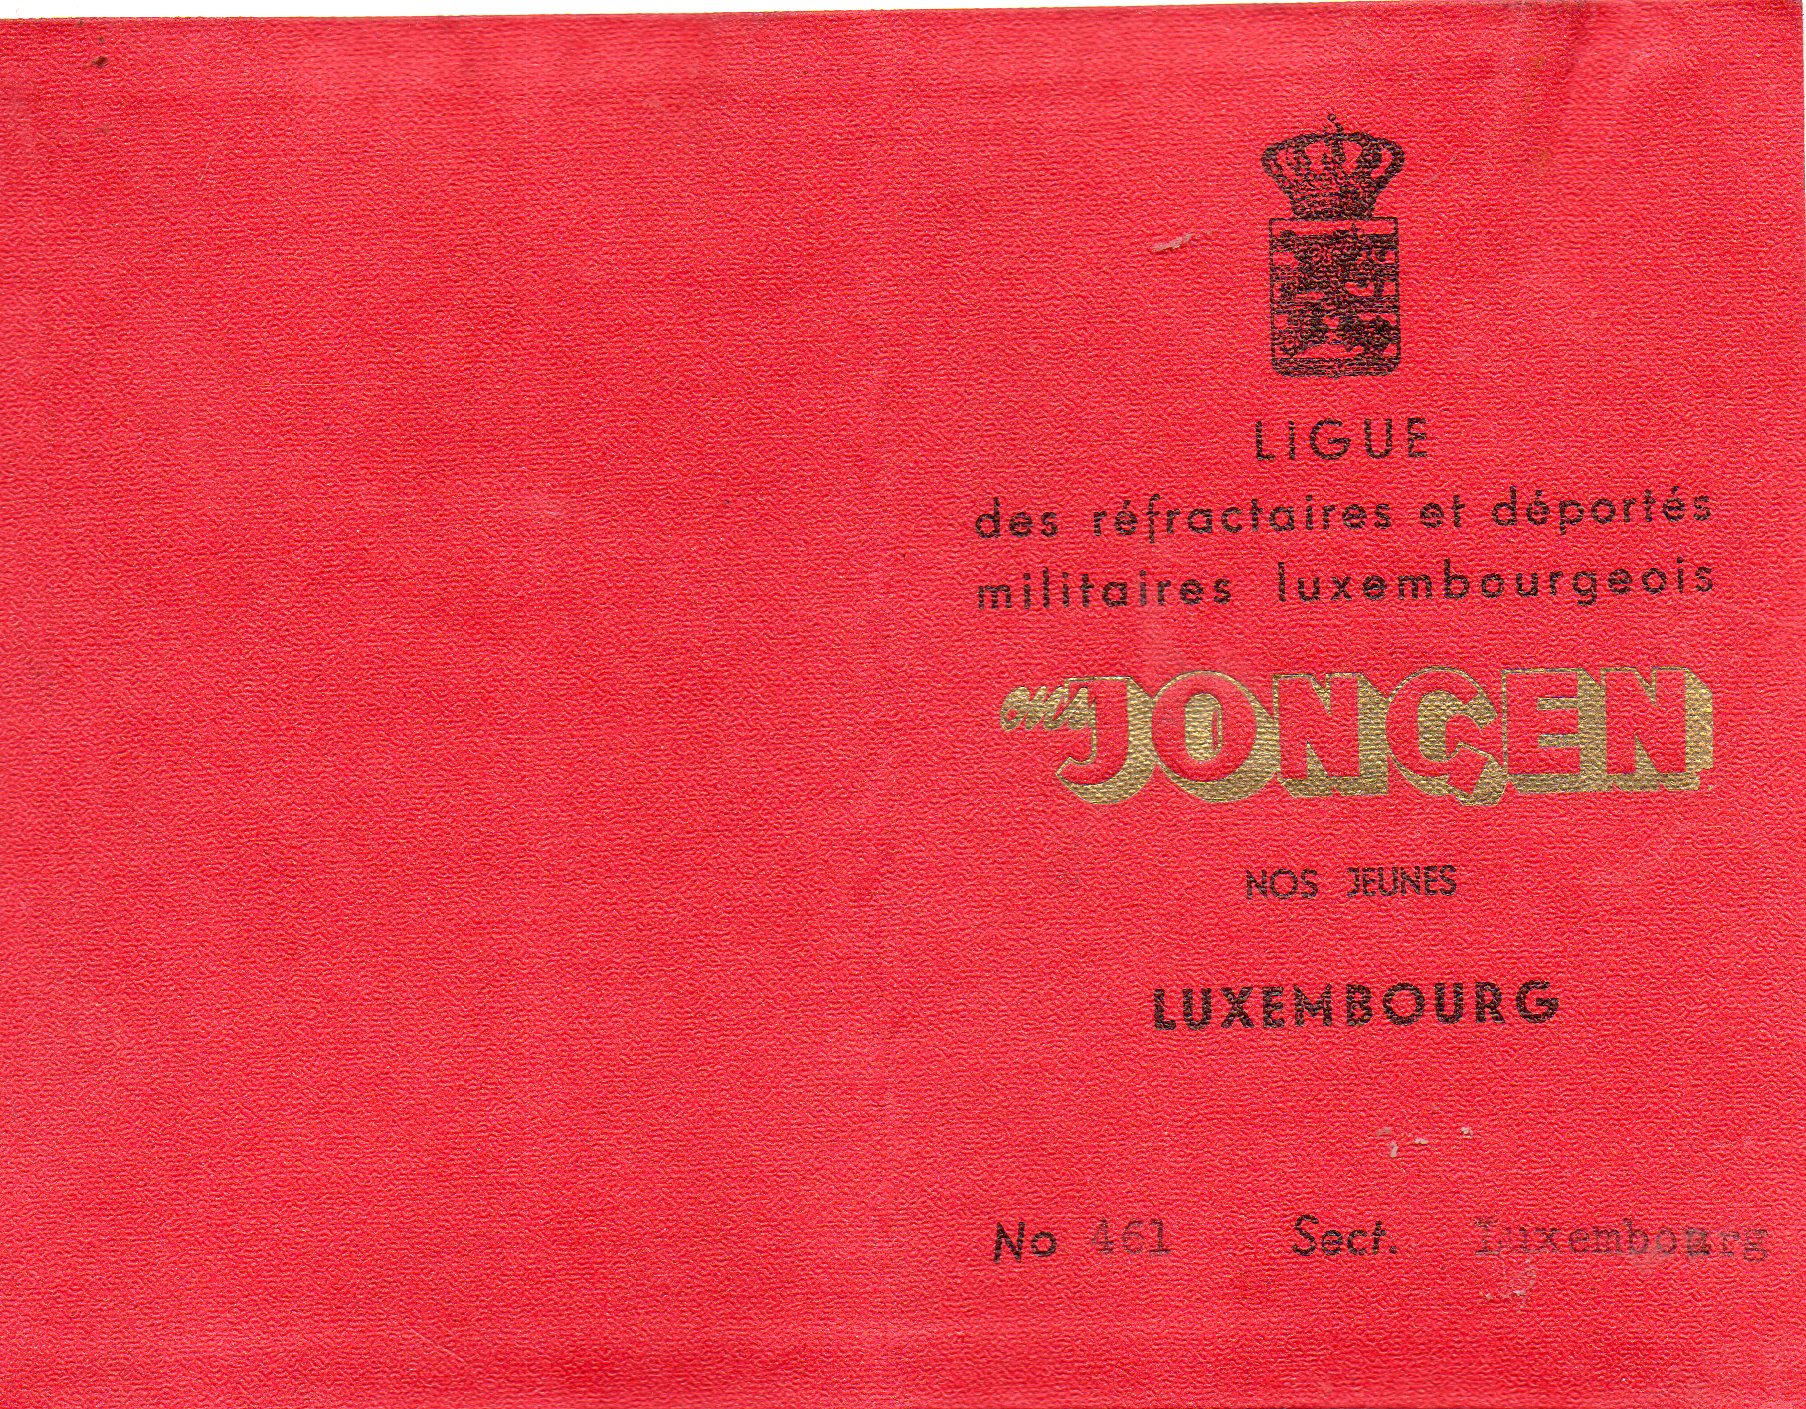 LIGUE
des réfractaires et déportés
militaires luxembourgeois
ons JONGEN
NOS JEUNES
LUXEMBOURG
No 461 Sect. Luxembourg